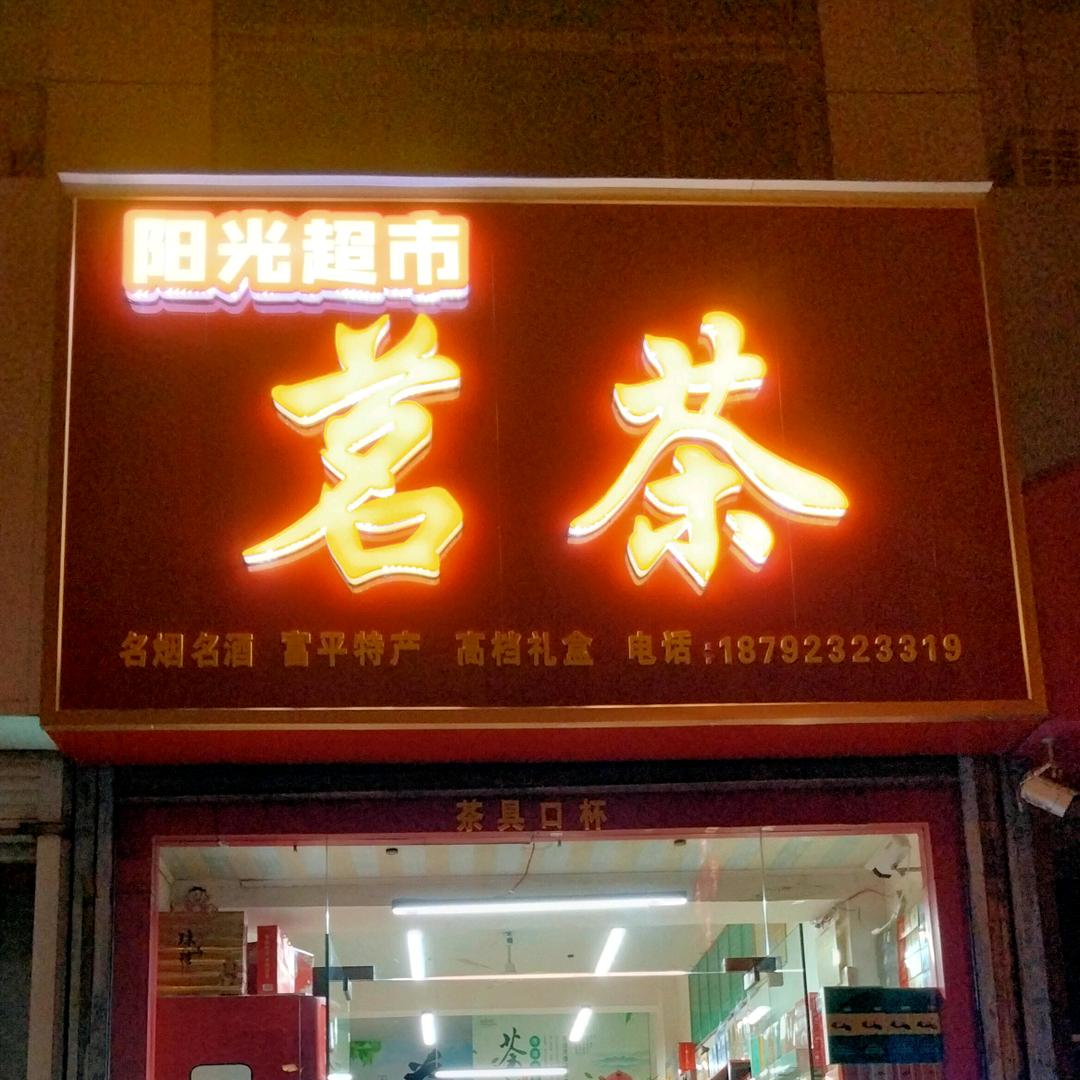 阳光超市
茗茶
名烟名酒 富平特产 高档礼盒 电话:18792323319
茶具口杯
茶